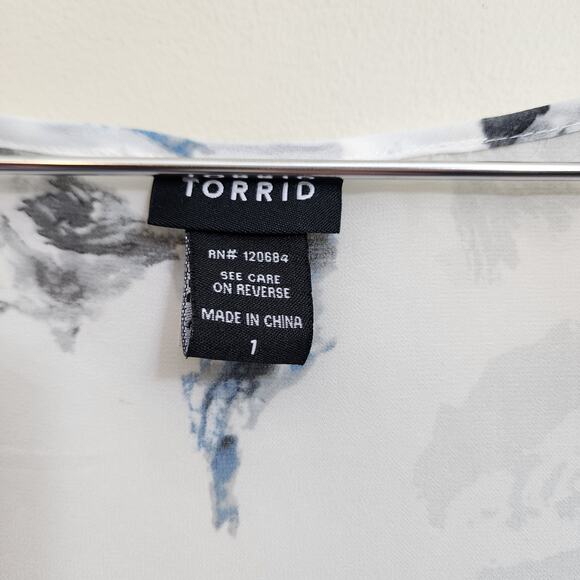 TORRID
RN# 120684
SEE CARE
ON REVERSE
MADE IN CHINA
1